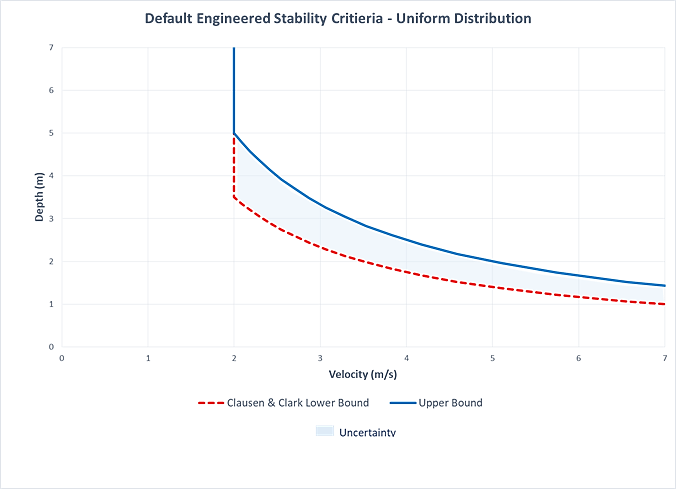 Default Engineered Stability Critieria - Uniform Distribution
7
6
5
4
3
2
1
0
Depth (m)
0 1 2 3 4 5 6 7
Velocity (m/s)
Clausen & Clark Lower Bound Upper Bound
Uncertainty